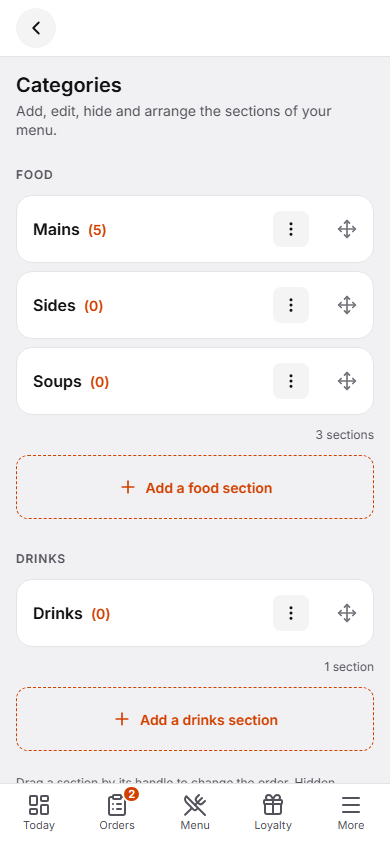 Categories
Add, edit, hide and arrange the sections of your
menu.
FOOD
Mains (5)
Sides (0)
Soups (0)
3 sections
+ Add a food section
DRINKS
Drinks (0)
1 section
+ Add a drinks section
Drag a section by its handle to change the order. Hidden
2
Today Orders Menu Loyalty More